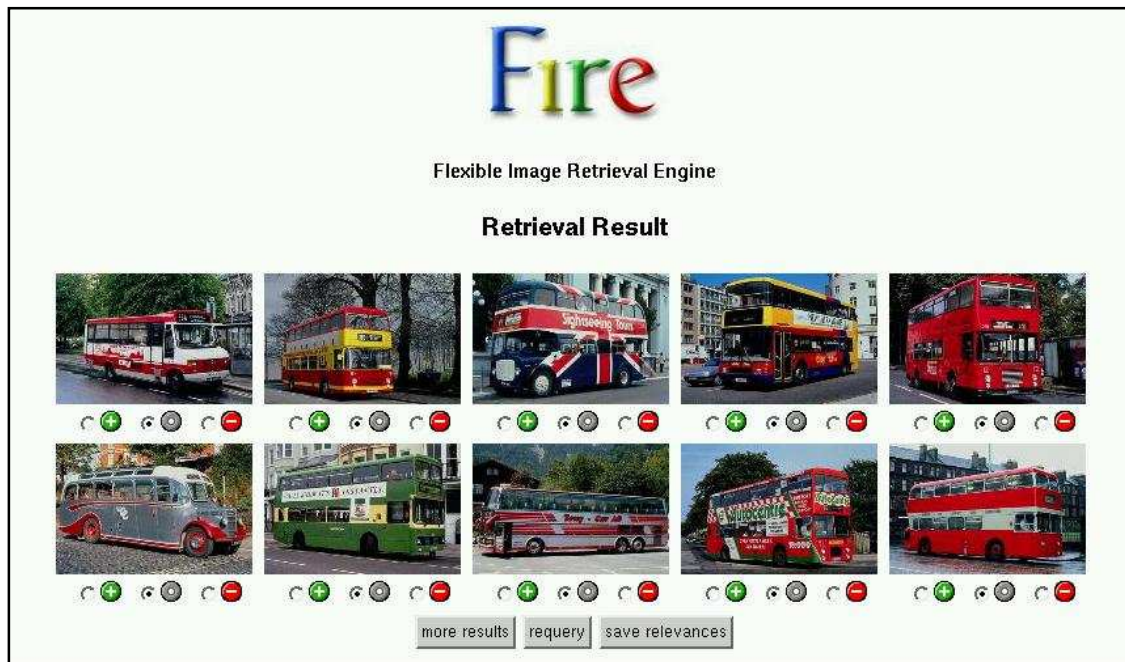 Fire
Flexible Image Retrieval Engine
Retrieval Result
Sightseeing Tours
more results
requery
save relevances